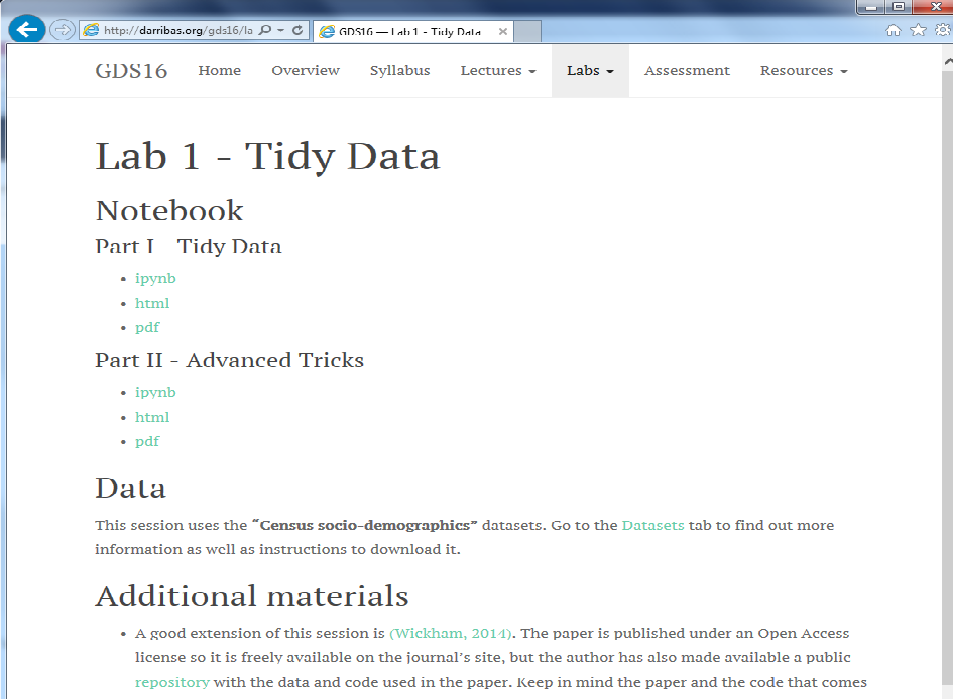 http://darribas.org/gds16/la
GDS16 — Lab 1 - Tidy Data
GDS16 Home Overview Syllabus Lectures Labs Assessment Resources
Lab 1 - Tidy Data
Notebook
Part I - Tidy Data
ipynb
html
pdf
Part II - Advanced Tricks
ipynb
html
pdf
Data
This session uses the “Census socio-demographics” datasets. Go to the Datasets tab to find out more
information as well as instructions to download it.
Additional materials
A good extension of this session is (Wickham, 2014). The paper is published under an Open Access
license so it is freely available on the journal’s site, but the author has also made available a public
repository with the data and code used in the paper. Keep in mind the paper and the code that comes